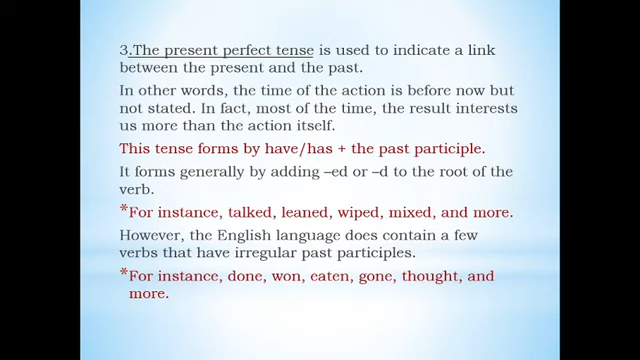 3.The present perfect tense is used to indicate a link
between the present and the past.
In other words, the time of the action is before now but
not stated. In fact, most of the time, the result interests
us more than the action itself.
This tense forms by have/has + the past participle.
It forms generally by adding –ed or –d to the root of the
verb.
*For instance, talked, leaned, wiped, mixed, and more.
However, the English language does contain a few
verbs that have irregular past participles.
*For instance, done, won, eaten, gone, thought, and
more.